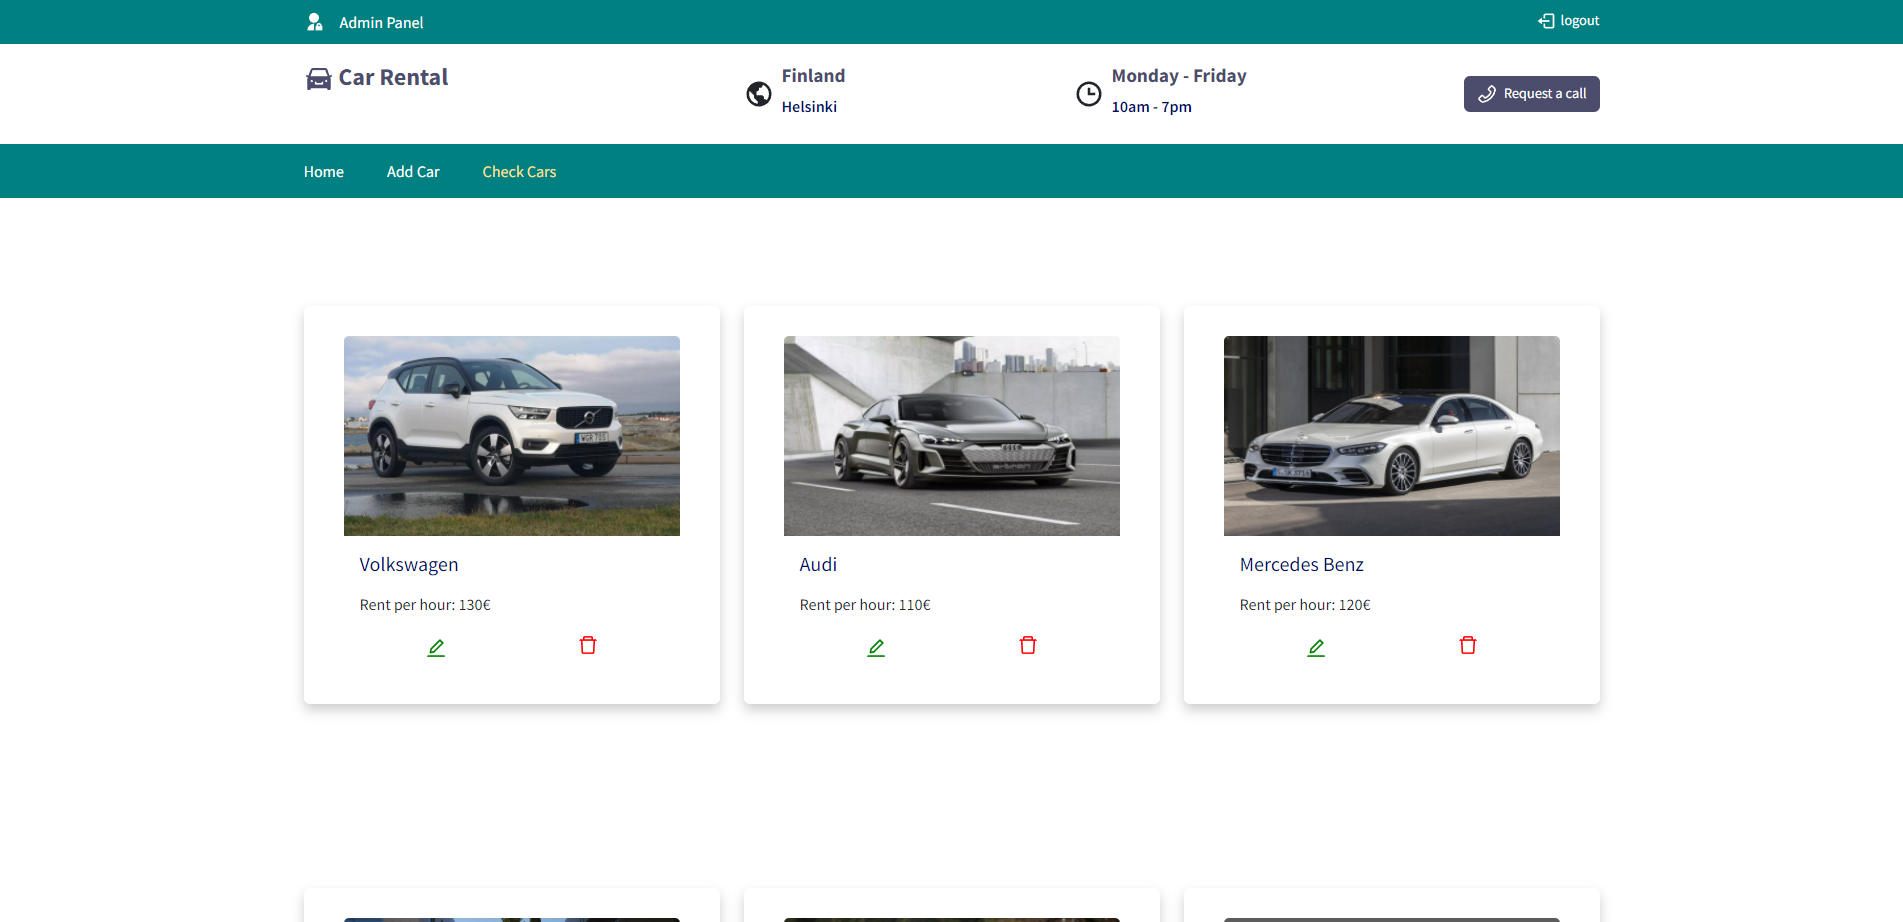 Admin Panel
logout
Car Rental
Finland
Helsinki
Monday - Friday
10am - 7pm
Request a call
Home
Add Car
Check Cars
Volkswagen
Rent per hour: 130€
Audi
Rent per hour: 110€
Mercedes Benz
Rent per hour: 120€